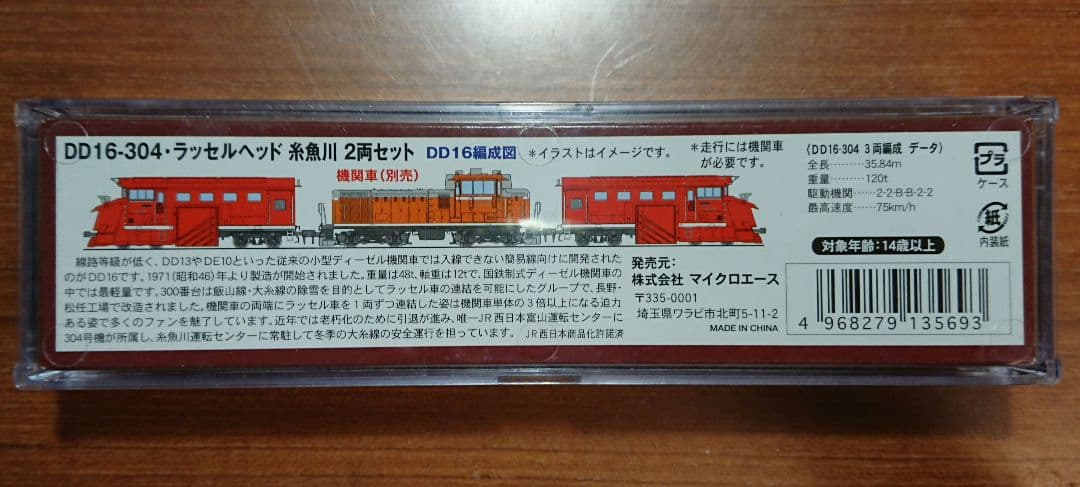 DD16-304・ラッセルヘッド 糸魚川 2両セット
DD16編成図
*イラストはイメージです。
*走行には機関車
が必要です。
機関車(別売)
線路等級が低く、DD13やDE10といった従来の小型ディーゼル機関車では入線できない簡易線向けに開発された
のがDD16です。1971(昭和46)年より製造が開始されました。重量は48t、軸重は12tで、国鉄制式ディーゼル機関車の
中では最軽量です。300番台は飯山線・大糸線の除雪を目的としてラッセル車の連結を可能にしたグループで、長野・
松任工場で改造されました。機関車の両端にラッセル車を1両ずつ連結した姿は機関車単体の3倍以上になる迫力
ある姿で多くのファンを魅了しています。近年では老朽化のために引退が進み、唯一JR西日本富山運転センターに
304号機が所属し、糸魚川運転センターに常駐して冬季の大糸線の安全運行を担っています。 JR西日本商品化許諾済
〈DD16-304 3両編成 データ〉
全長 35.84m
重量 120t
駆動機関 2-2-B-B-2-2
最高速度 75km/h
プラ
ケース
紙
内装紙
対象年齢:14歳以上
発売元:
株式会社 マイクロエース
〒335-0001
埼玉県ワラビ市北町5-11-2
MADE IN CHINA
4 968279 135693